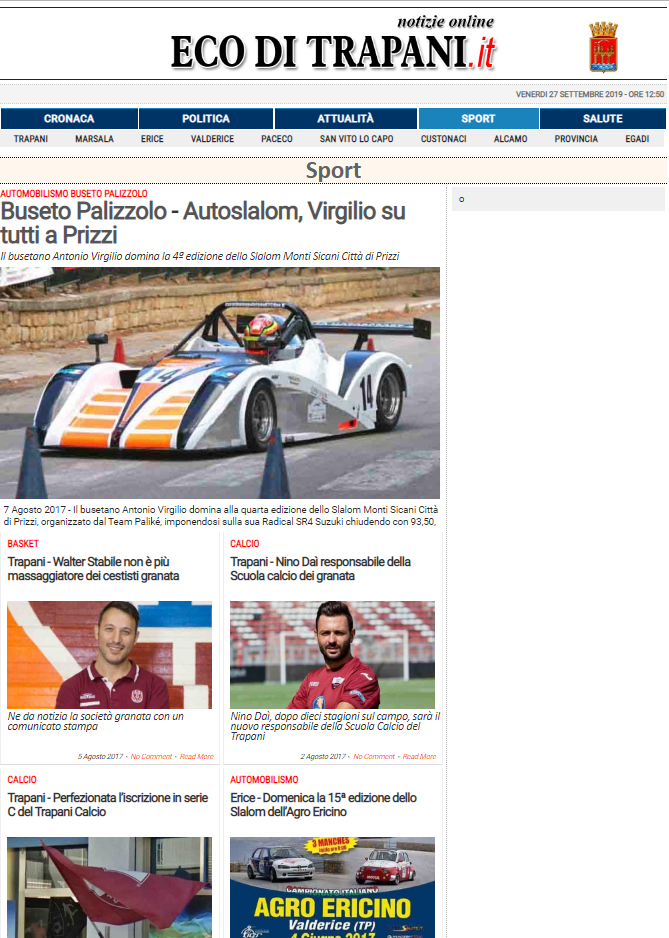 notizie online
ECO DI TRAPANI.it
VENERDI 27 SETTEMBRE 2019 - ORE 12:50
CRONACA POLITICA ATTUALITÀ SPORT SALUTE
TRAPANI MARSALA ERICE VALDERICE PACECO SAN VITO LO CAPO CUSTONACI ALCAMO PROVINCIA EGADI
Sport
AUTOMOBILISMO BUSETO PALIZZOLO
Buseto Palizzolo - Autoslalom, Virgilio su
tutti a Prizzi
Il busetano Antonio Virgilio domina la 4ª edizione dello Slalom Monti Sicani Città di Prizzi
14
14
7 Agosto 2017 - Il busetano Antonio Virgilio domina alla quarta edizione dello Slalom Monti Sicani Città
di Prizzi, organizzato dal Team Paliké, imponendosi sulla sua Radical SR4 Suzuki chiudendo con 93,50,
BASKET
Trapani - Walter Stabile non è più
massaggiatore dei cestisti granata
Ne da notizia la società granata con un
comunicato stampa
5 Agosto 2017 • No Comment • Read More
CALCIO
Trapani - Nino Daì responsabile della
Scuola calcio dei granata
Nino Daì, dopo dieci stagioni sul campo, sarà il
nuovo responsabile della Scuola Calcio del
Trapani
2 Agosto 2017 • No Comment • Read More
CALCIO
Trapani - Perfezionata l'iscrizione in serie
C del Trapani Calcio
AUTOMOBILISMO
Erice - Domenica la 15ª edizione dello
Slalom dell'Agro Ericino
3 MANCHES
CAMPIONATO ITALIANO
AGRO ERICINO
Valderice (TP)
4 Giugno 2017